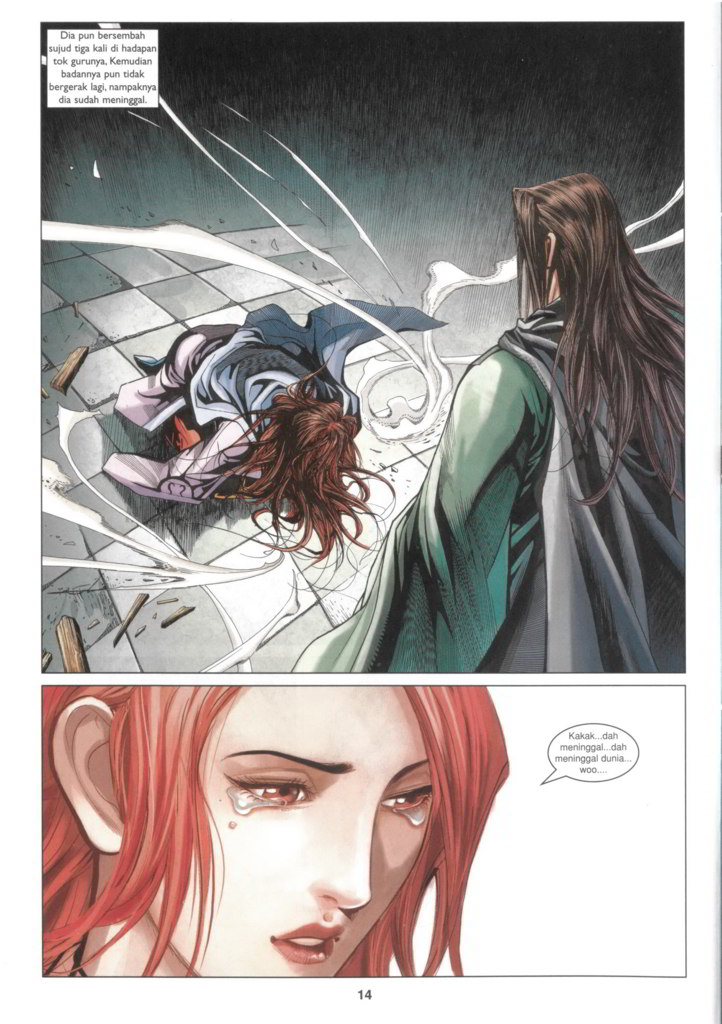 Dia pun bersembah
sujud tiga kali di hadapan
tok gurunya, Kemudian
badannya pun tidak
bergerak lagi, nampaknya
dia sudah meninggal.
Kakak...dah
meninggal...dah
meninggal dunia...
woo....
14